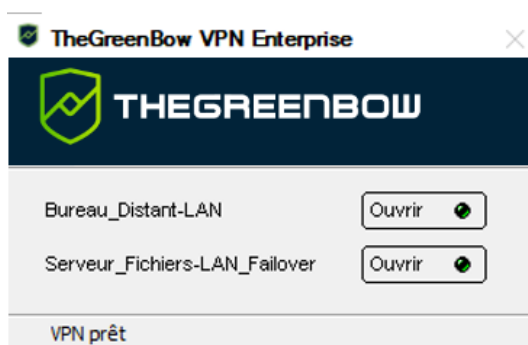 TheGreenBow VPN Enterprise
THEGREENBOW
Bureau_Distant-LAN Ouvrir
Serveur_Fichiers-LAN_Failover Ouvrir
VPN prêt